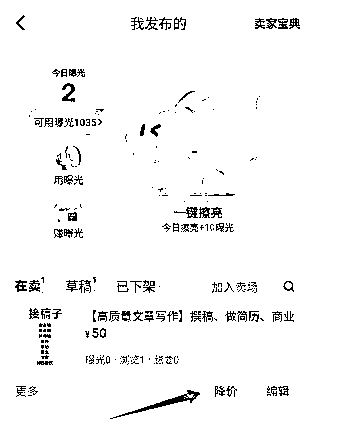 我发布的
卖家宝典
今日曝光
2
可用曝光1035>
用曝光
赚曝光
一键擦亮
今日擦亮+10曝光
在卖1
草稿
已下架
加入卖场
接稿子
【高质量文章写作】撰稿、做简历、商业
¥50
曝光0·浏览1·想要0
更多
降价
编辑